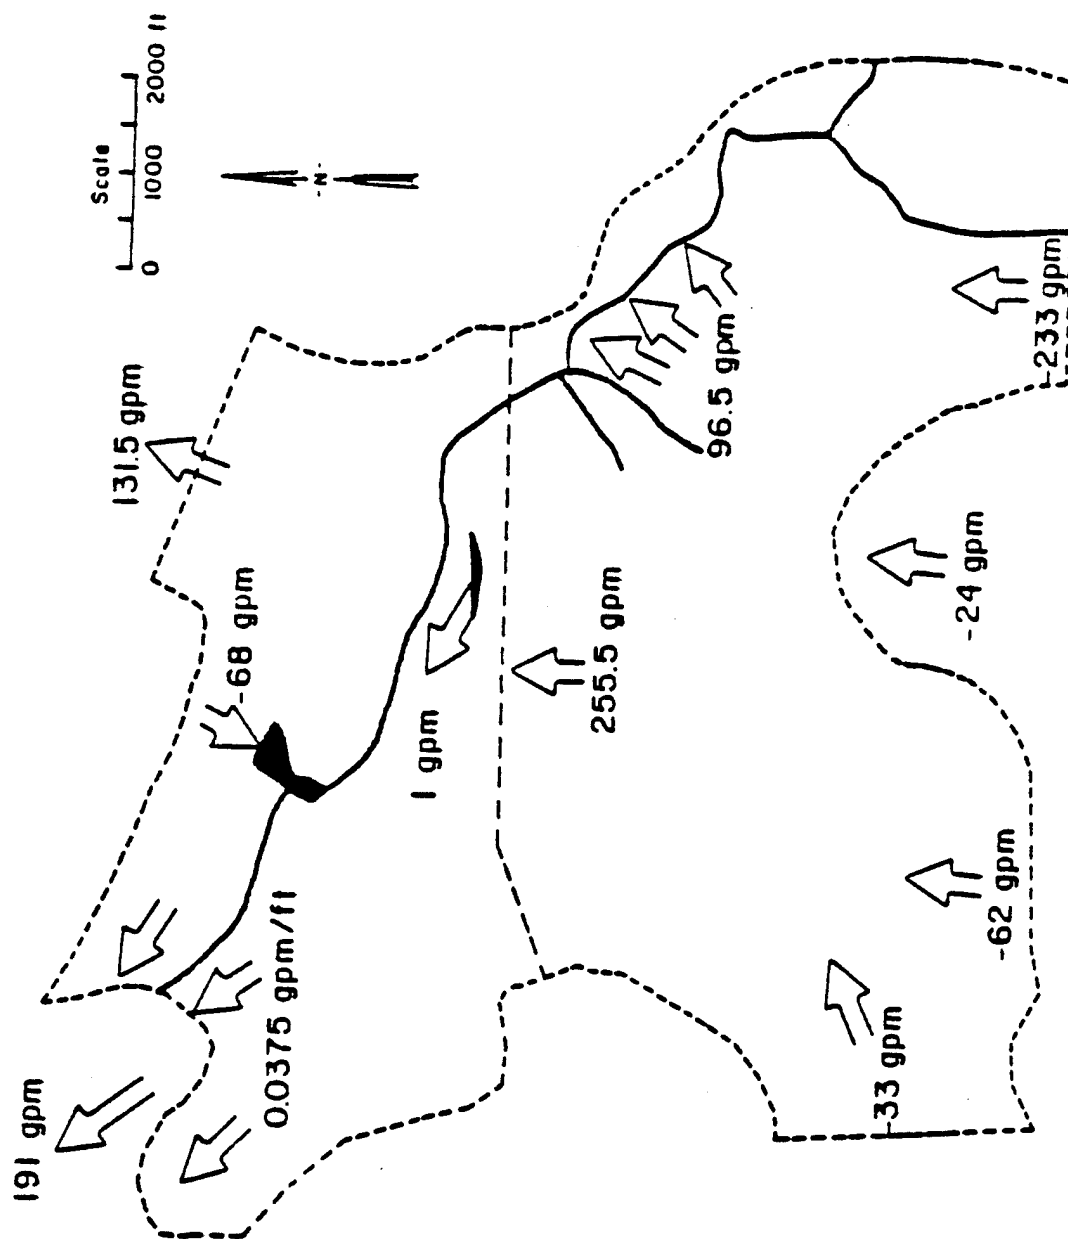 Scale
0 1000 2000 ft
-N-
131.5 gpm
-68 gpm
191 gpm
0.0375 gpm/ft
1 gpm
255.5 gpm
96.5 gpm
-233 gpm
-24 gpm
-62 gpm
-33 gpm